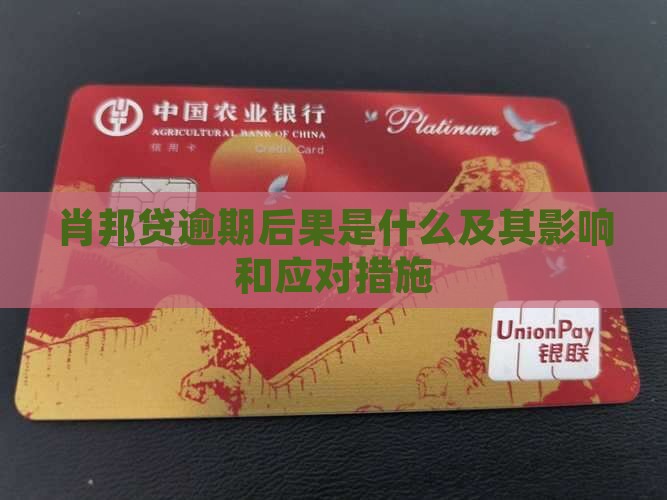 中国农业银行
AGRICULTURAL BANK OF CHINA
信用卡
Credit Card
Platinum
肖邦贷逾期后果是什么及其影响
和应对措施
UnionPay
银联